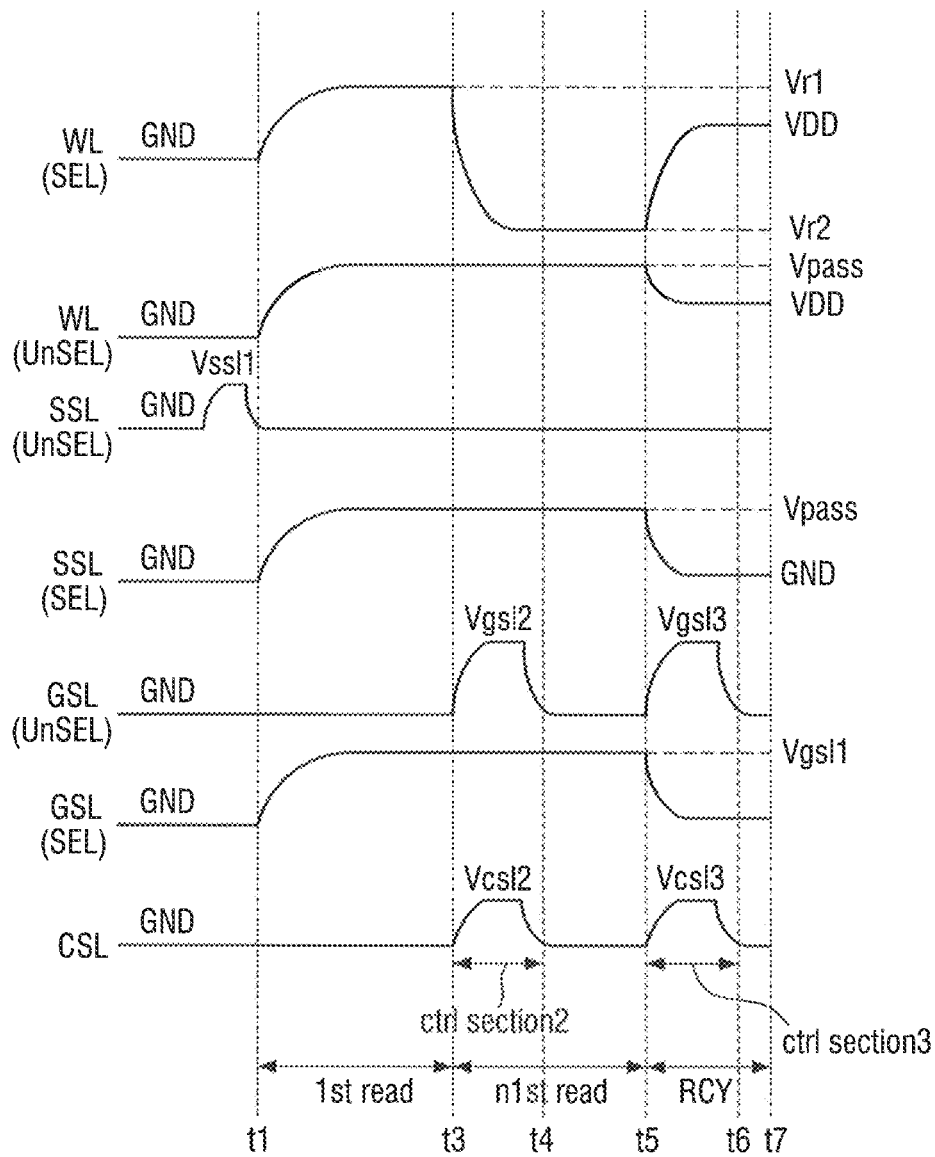 Vr1
GND
VDD
WL
(SEL)
Vr2
Vpass
GND
VDD
WL
(UnSEL)
Vssl1
GND
SSL
(UnSEL)
Vpass
GND
SSL
(SEL)
GND
Vgsl2
Vgsl3
GND
GSL
(UnSEL)
Vgsl1
GND
GSL
(SEL)
Vcsl2
Vcsl3
GND
CSL
ctrl section2
ctrl section3
1st read
n1st read
RCY
t1
t3
t4
t5
t6
t7